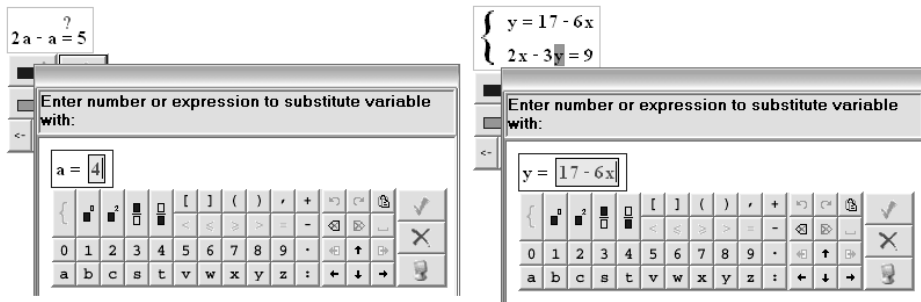 ?
2a - a = 5
<-
Enter number or expression to substitute variable
with:
a = 4
{ [ ] ( ) , +
< ≤ ≥ > = -
0 1 2 3 4 5 6 7 8 9 ·
a b c s t v w x y z :
y = 17 - 6x
2x - 3y = 9
<-
Enter number or expression to substitute variable
with:
y = 17 - 6x
{ [ ] ( ) , +
< ≤ ≥ > = -
0 1 2 3 4 5 6 7 8 9 ·
a b c s t v w x y z :